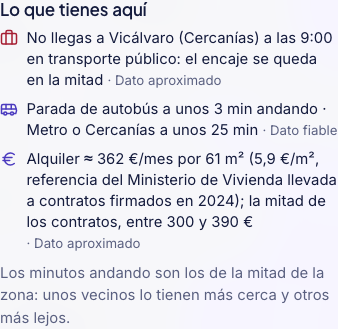 Lo que tienes aquí
No llegas a Vicálvaro (Cercanías) a las 9:00
en transporte público: el encaje se queda
en la mitad · Dato aproximado
Parada de autobús a unos 3 min andando ·
Metro o Cercanías a unos 25 min · Dato fiable
Alquiler ≈ 362 €/mes por 61 m² (5,9 €/m²,
referencia del Ministerio de Vivienda llevada
a contratos firmados en 2024); la mitad de
los contratos, entre 300 y 390 €
· Dato aproximado
Los minutos andando son los de la mitad de la
zona: unos vecinos lo tienen más cerca y otros
más lejos.